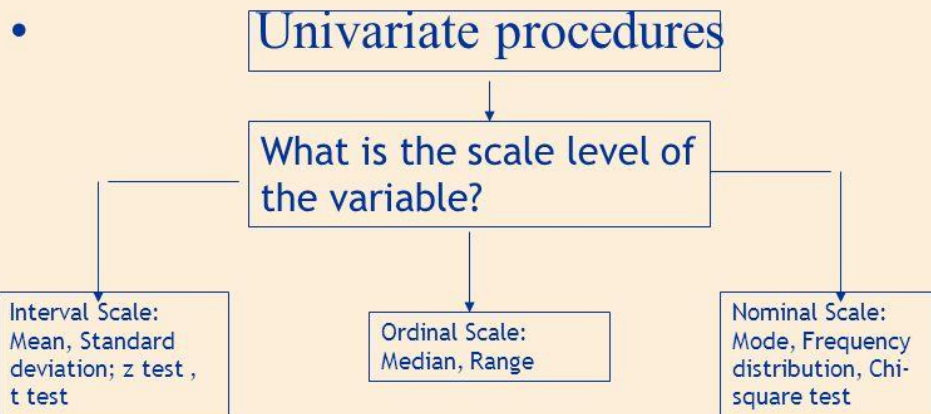 • Univariate procedures
What is the scale level of
the variable?
Interval Scale:
Mean, Standard
deviation; z test ,
t test
Ordinal Scale:
Median, Range
Nominal Scale:
Mode, Frequency
distribution, Chi-
square test